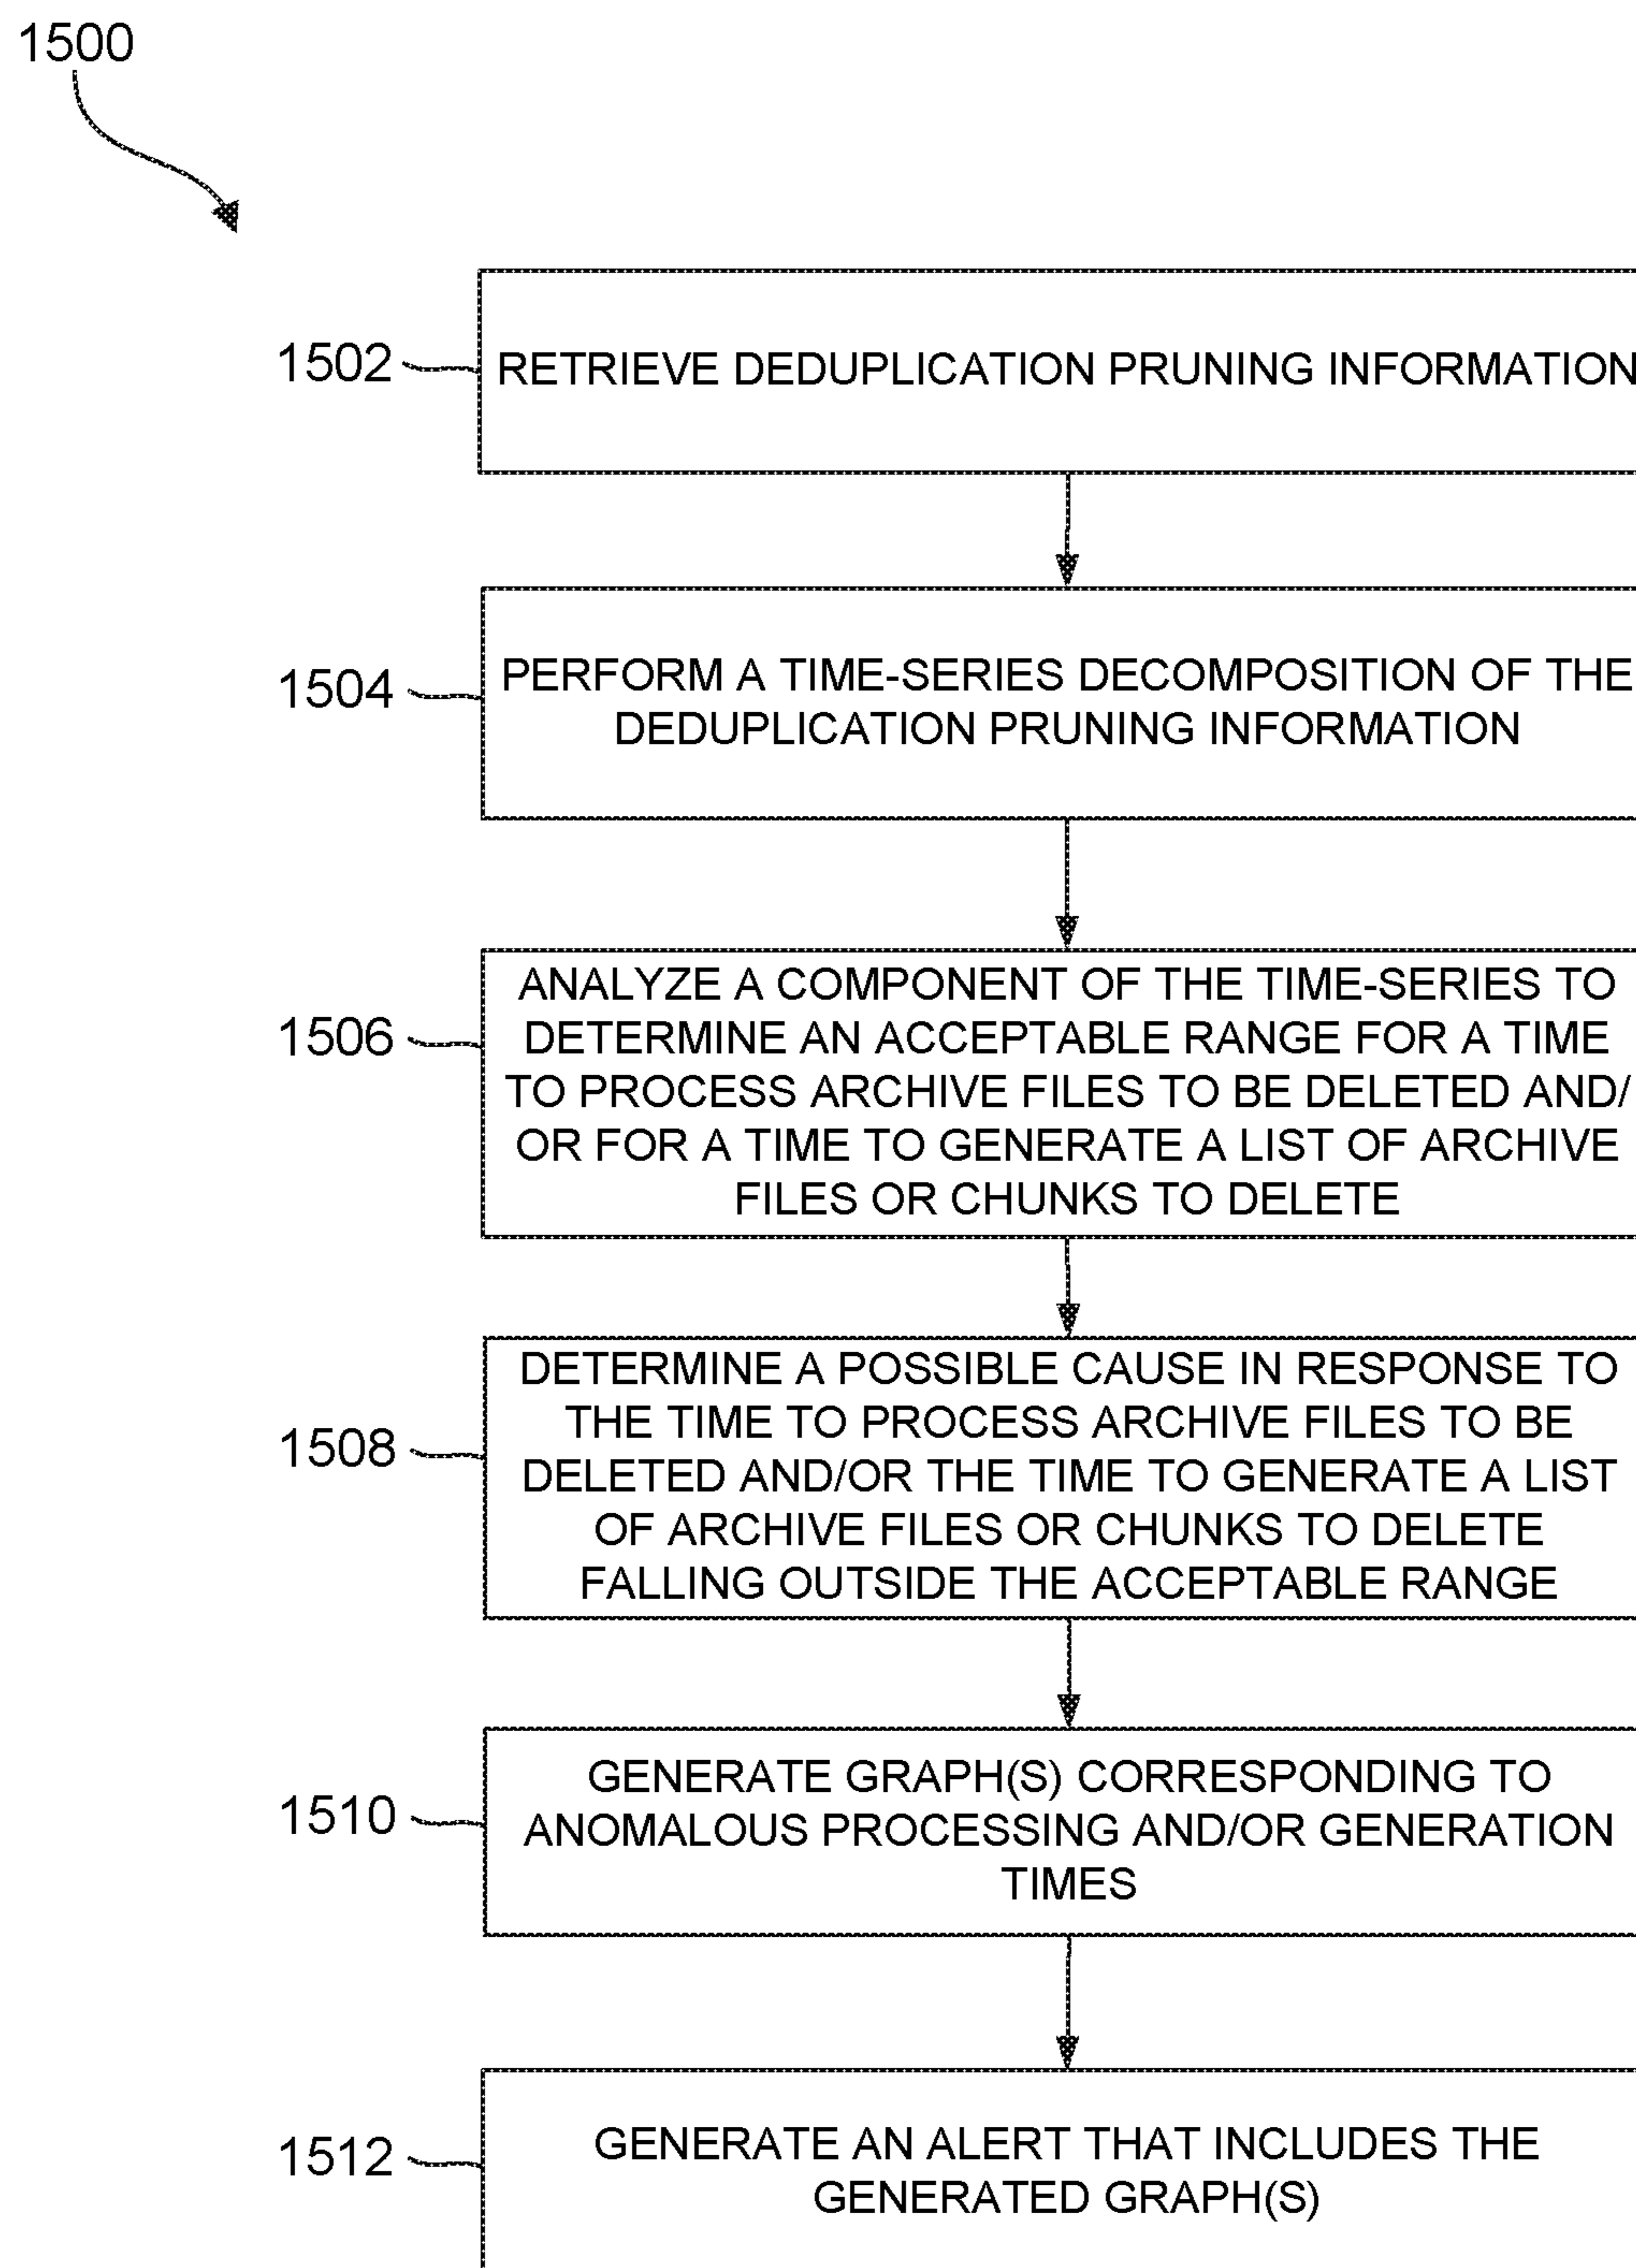 1500
1502
RETRIEVE DEDUPLICATION PRUNING INFORMATION
1504
PERFORM A TIME-SERIES DECOMPOSITION OF THE
DEDUPLICATION PRUNING INFORMATION
1506
ANALYZE A COMPONENT OF THE TIME-SERIES TO
DETERMINE AN ACCEPTABLE RANGE FOR A TIME
TO PROCESS ARCHIVE FILES TO BE DELETED AND/
OR FOR A TIME TO GENERATE A LIST OF ARCHIVE
FILES OR CHUNKS TO DELETE
1508
DETERMINE A POSSIBLE CAUSE IN RESPONSE TO
THE TIME TO PROCESS ARCHIVE FILES TO BE
DELETED AND/OR THE TIME TO GENERATE A LIST
OF ARCHIVE FILES OR CHUNKS TO DELETE
FALLING OUTSIDE THE ACCEPTABLE RANGE
1510
GENERATE GRAPH(S) CORRESPONDING TO
ANOMALOUS PROCESSING AND/OR GENERATION
TIMES
1512
GENERATE AN ALERT THAT INCLUDES THE
GENERATED GRAPH(S)